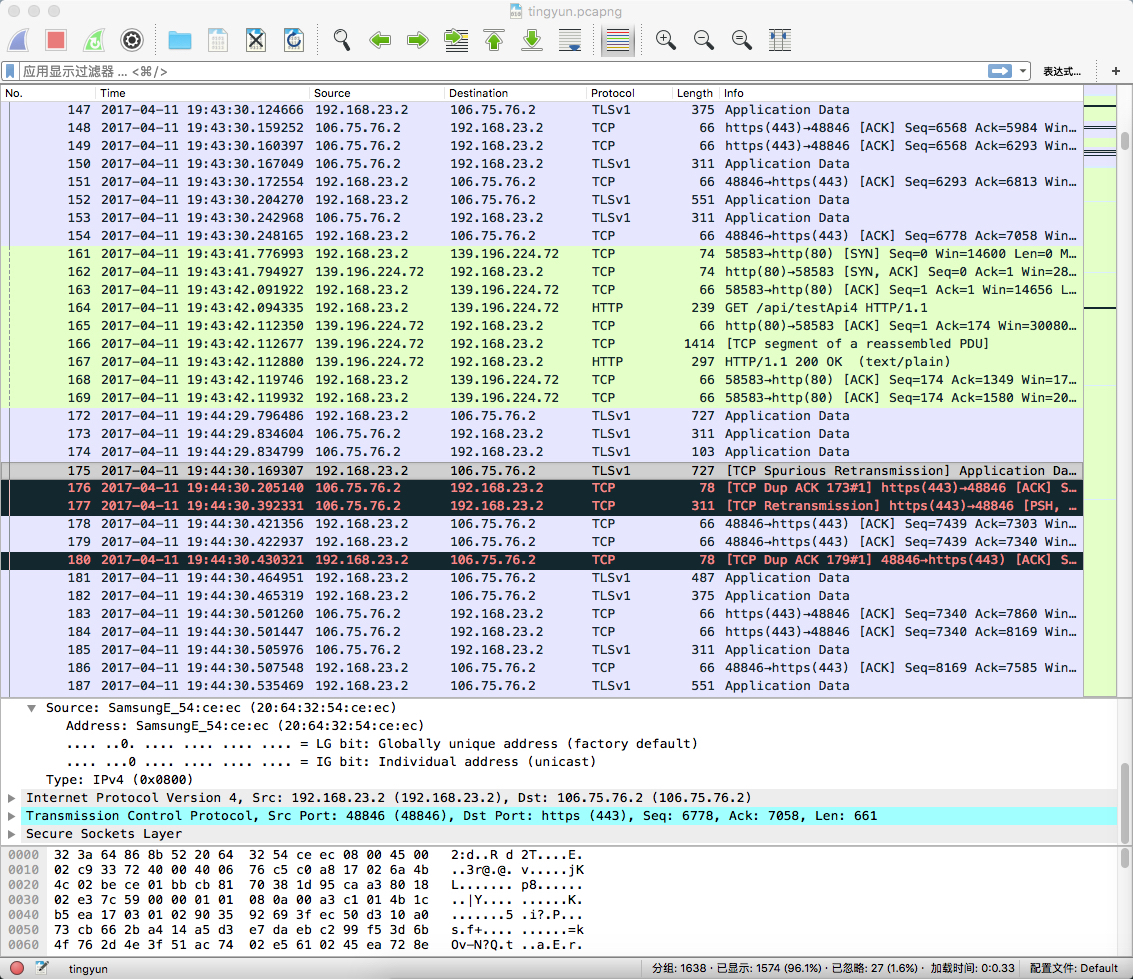 tingyun.pcapng
应用显示过滤器 … <⌘/> 表达式… +
No. Time Source Destination Protocol Length Info
147 2017-04-11 19:43:30.124666 192.168.23.2 106.75.76.2 TLSv1 375 Application Data
148 2017-04-11 19:43:30.159252 106.75.76.2 192.168.23.2 TCP 66 https(443)→48846 [ACK] Seq=6568 Ack=5984 Win…
149 2017-04-11 19:43:30.160397 106.75.76.2 192.168.23.2 TCP 66 https(443)→48846 [ACK] Seq=6568 Ack=6293 Win…
150 2017-04-11 19:43:30.167049 106.75.76.2 192.168.23.2 TLSv1 311 Application Data
151 2017-04-11 19:43:30.172554 192.168.23.2 106.75.76.2 TCP 66 48846→https(443) [ACK] Seq=6293 Ack=6813 Win…
152 2017-04-11 19:43:30.204270 192.168.23.2 106.75.76.2 TLSv1 551 Application Data
153 2017-04-11 19:43:30.242968 106.75.76.2 192.168.23.2 TLSv1 311 Application Data
154 2017-04-11 19:43:30.248165 192.168.23.2 106.75.76.2 TCP 66 48846→https(443) [ACK] Seq=6778 Ack=7058 Win…
161 2017-04-11 19:43:41.776993 192.168.23.2 139.196.224.72 TCP 74 58583→http(80) [SYN] Seq=0 Win=14600 Len=0 M…
162 2017-04-11 19:43:41.794927 139.196.224.72 192.168.23.2 TCP 74 http(80)→58583 [SYN, ACK] Seq=0 Ack=1 Win=28…
163 2017-04-11 19:43:42.091922 192.168.23.2 139.196.224.72 TCP 66 58583→http(80) [ACK] Seq=1 Ack=1 Win=14656 L…
164 2017-04-11 19:43:42.094335 192.168.23.2 139.196.224.72 HTTP 239 GET /api/testApi4 HTTP/1.1
165 2017-04-11 19:43:42.112350 139.196.224.72 192.168.23.2 TCP 66 http(80)→58583 [ACK] Seq=1 Ack=174 Win=30080…
166 2017-04-11 19:43:42.112677 139.196.224.72 192.168.23.2 TCP 1414 [TCP segment of a reassembled PDU]
167 2017-04-11 19:43:42.112880 139.196.224.72 192.168.23.2 HTTP 297 HTTP/1.1 200 OK (text/plain)
168 2017-04-11 19:43:42.119746 192.168.23.2 139.196.224.72 TCP 66 58583→http(80) [ACK] Seq=174 Ack=1349 Win=17…
169 2017-04-11 19:43:42.119932 192.168.23.2 139.196.224.72 TCP 66 58583→http(80) [ACK] Seq=174 Ack=1580 Win=20…
172 2017-04-11 19:44:29.796486 192.168.23.2 106.75.76.2 TLSv1 727 Application Data
173 2017-04-11 19:44:29.834604 106.75.76.2 192.168.23.2 TLSv1 311 Application Data
174 2017-04-11 19:44:29.834799 106.75.76.2 192.168.23.2 TLSv1 103 Application Data
175 2017-04-11 19:44:30.169307 192.168.23.2 106.75.76.2 TLSv1 727 [TCP Spurious Retransmission] Application Da…
176 2017-04-11 19:44:30.205140 106.75.76.2 192.168.23.2 TCP 78 [TCP Dup ACK 173#1] https(443)→48846 [ACK] S…
177 2017-04-11 19:44:30.392331 106.75.76.2 192.168.23.2 TCP 311 [TCP Retransmission] https(443)→48846 [PSH, …
178 2017-04-11 19:44:30.421356 192.168.23.2 106.75.76.2 TCP 66 48846→https(443) [ACK] Seq=7439 Ack=7303 Win…
179 2017-04-11 19:44:30.422937 192.168.23.2 106.75.76.2 TCP 66 48846→https(443) [ACK] Seq=7439 Ack=7340 Win…
180 2017-04-11 19:44:30.430321 192.168.23.2 106.75.76.2 TCP 78 [TCP Dup ACK 179#1] 48846→https(443) [ACK] S…
181 2017-04-11 19:44:30.464951 192.168.23.2 106.75.76.2 TLSv1 487 Application Data
182 2017-04-11 19:44:30.465319 192.168.23.2 106.75.76.2 TLSv1 375 Application Data
183 2017-04-11 19:44:30.501260 106.75.76.2 192.168.23.2 TCP 66 https(443)→48846 [ACK] Seq=7340 Ack=7860 Win…
184 2017-04-11 19:44:30.501447 106.75.76.2 192.168.23.2 TCP 66 https(443)→48846 [ACK] Seq=7340 Ack=8169 Win…
185 2017-04-11 19:44:30.505976 106.75.76.2 192.168.23.2 TLSv1 311 Application Data
186 2017-04-11 19:44:30.507548 192.168.23.2 106.75.76.2 TCP 66 48846→https(443) [ACK] Seq=8169 Ack=7585 Win…
187 2017-04-11 19:44:30.535469 192.168.23.2 106.75.76.2 TLSv1 551 Application Data
Source: SamsungE_54:ce:ec (20:64:32:54:ce:ec)
Address: SamsungE_54:ce:ec (20:64:32:54:ce:ec)
.... ..0. .... .... .... .... = LG bit: Globally unique address (factory default)
.... ...0 .... .... .... .... = IG bit: Individual address (unicast)
Type: IPv4 (0x0800)
Internet Protocol Version 4, Src: 192.168.23.2 (192.168.23.2), Dst: 106.75.76.2 (106.75.76.2)
Transmission Control Protocol, Src Port: 48846 (48846), Dst Port: https (443), Seq: 6778, Ack: 7058, Len: 661
Secure Sockets Layer
0000 32 3a 64 86 8b 52 20 64 32 54 ce ec 08 00 45 00 2:d..R d 2T....E.
0010 02 c9 33 72 40 00 40 06 76 c5 c0 a8 17 02 6a 4b ..3r@.@. v.....jK
0020 4c 02 be ce 01 bb cb 81 70 38 1d 95 ca a3 80 18 L....... p8......
0030 02 e3 7c 59 00 00 01 01 08 0a 00 a3 c1 01 4b 1c ..|Y.... ......K.
0040 b5 ea 17 03 01 02 90 35 92 69 3f ec 50 d3 10 a0 .......5 .i?.P...
0050 73 cb 66 2b a4 14 a5 d3 e7 da eb c2 99 f5 3d 6b s.f+.... ......=k
0060 4f 76 2d 4e 3f 51 ac 74 02 e5 61 02 45 ea 72 8e Ov-N?Q.t ..a.E.r.
tingyun 分组: 1638 · 已显示: 1574 (96.1%) · 已忽略: 27 (1.6%) · 加载时间: 0:0.33 配置文件: Default